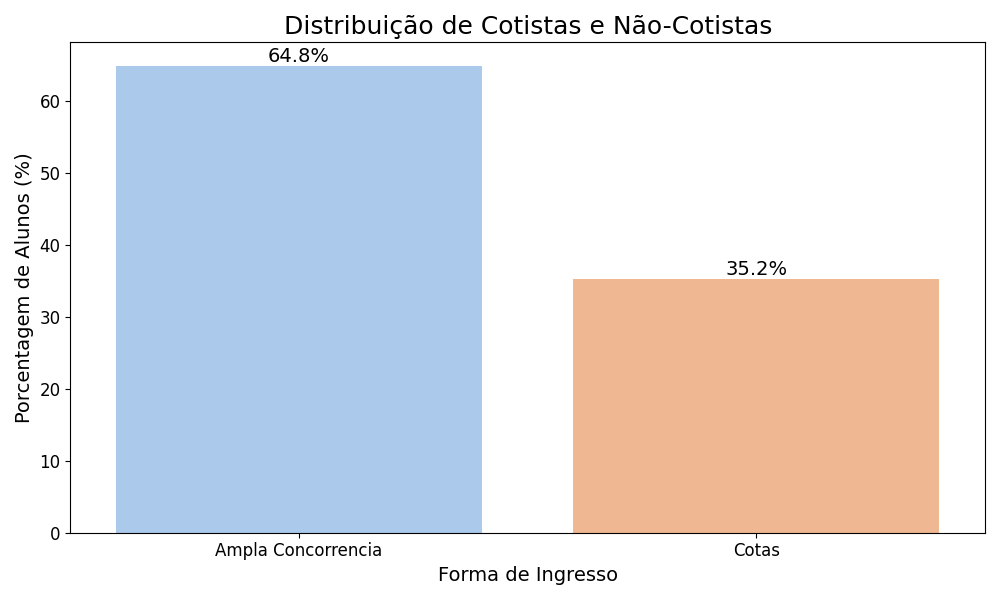 Distribuição de Cotistas e Não-Cotistas
64.8%
35.2%
Porcentagem de Alunos (%)
60
50
40
30
20
10
0
Ampla Concorrencia
Cotas
Forma de Ingresso